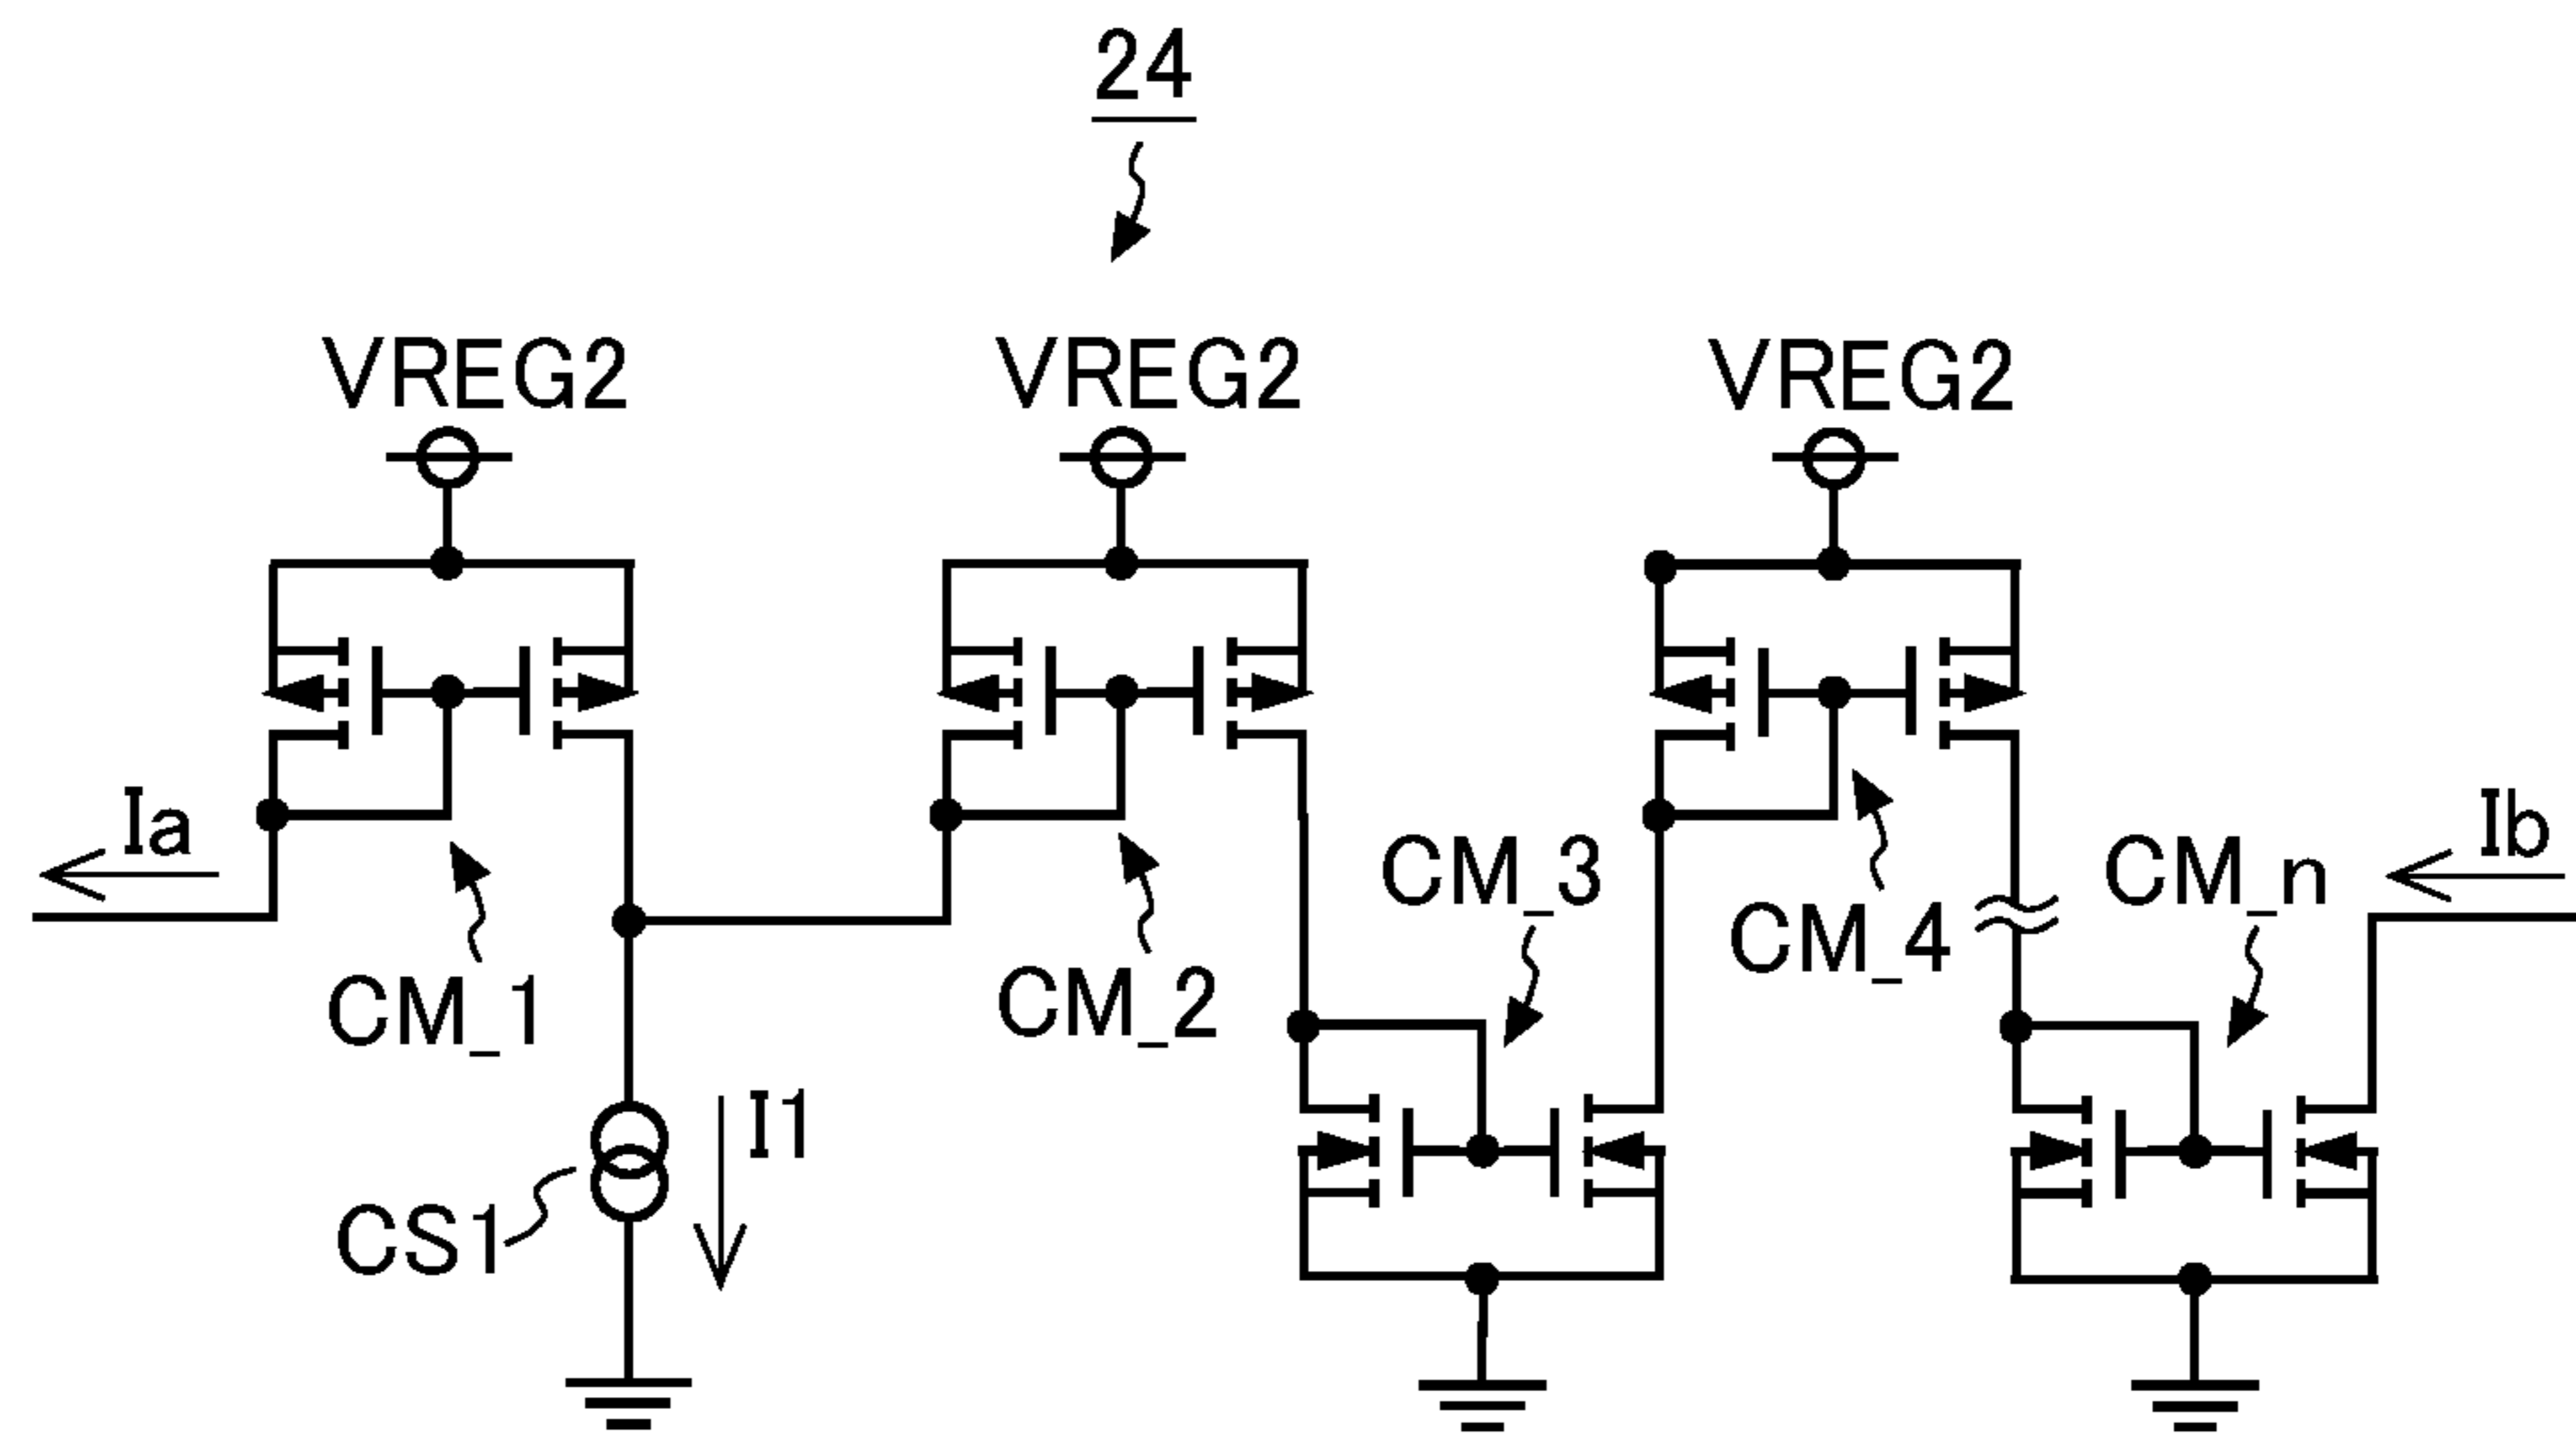 24
VREG2 VREG2 VREG2
Ia Ib
CM_3 CM_n
CM_4
CM_1 CM_2
I1
CS1